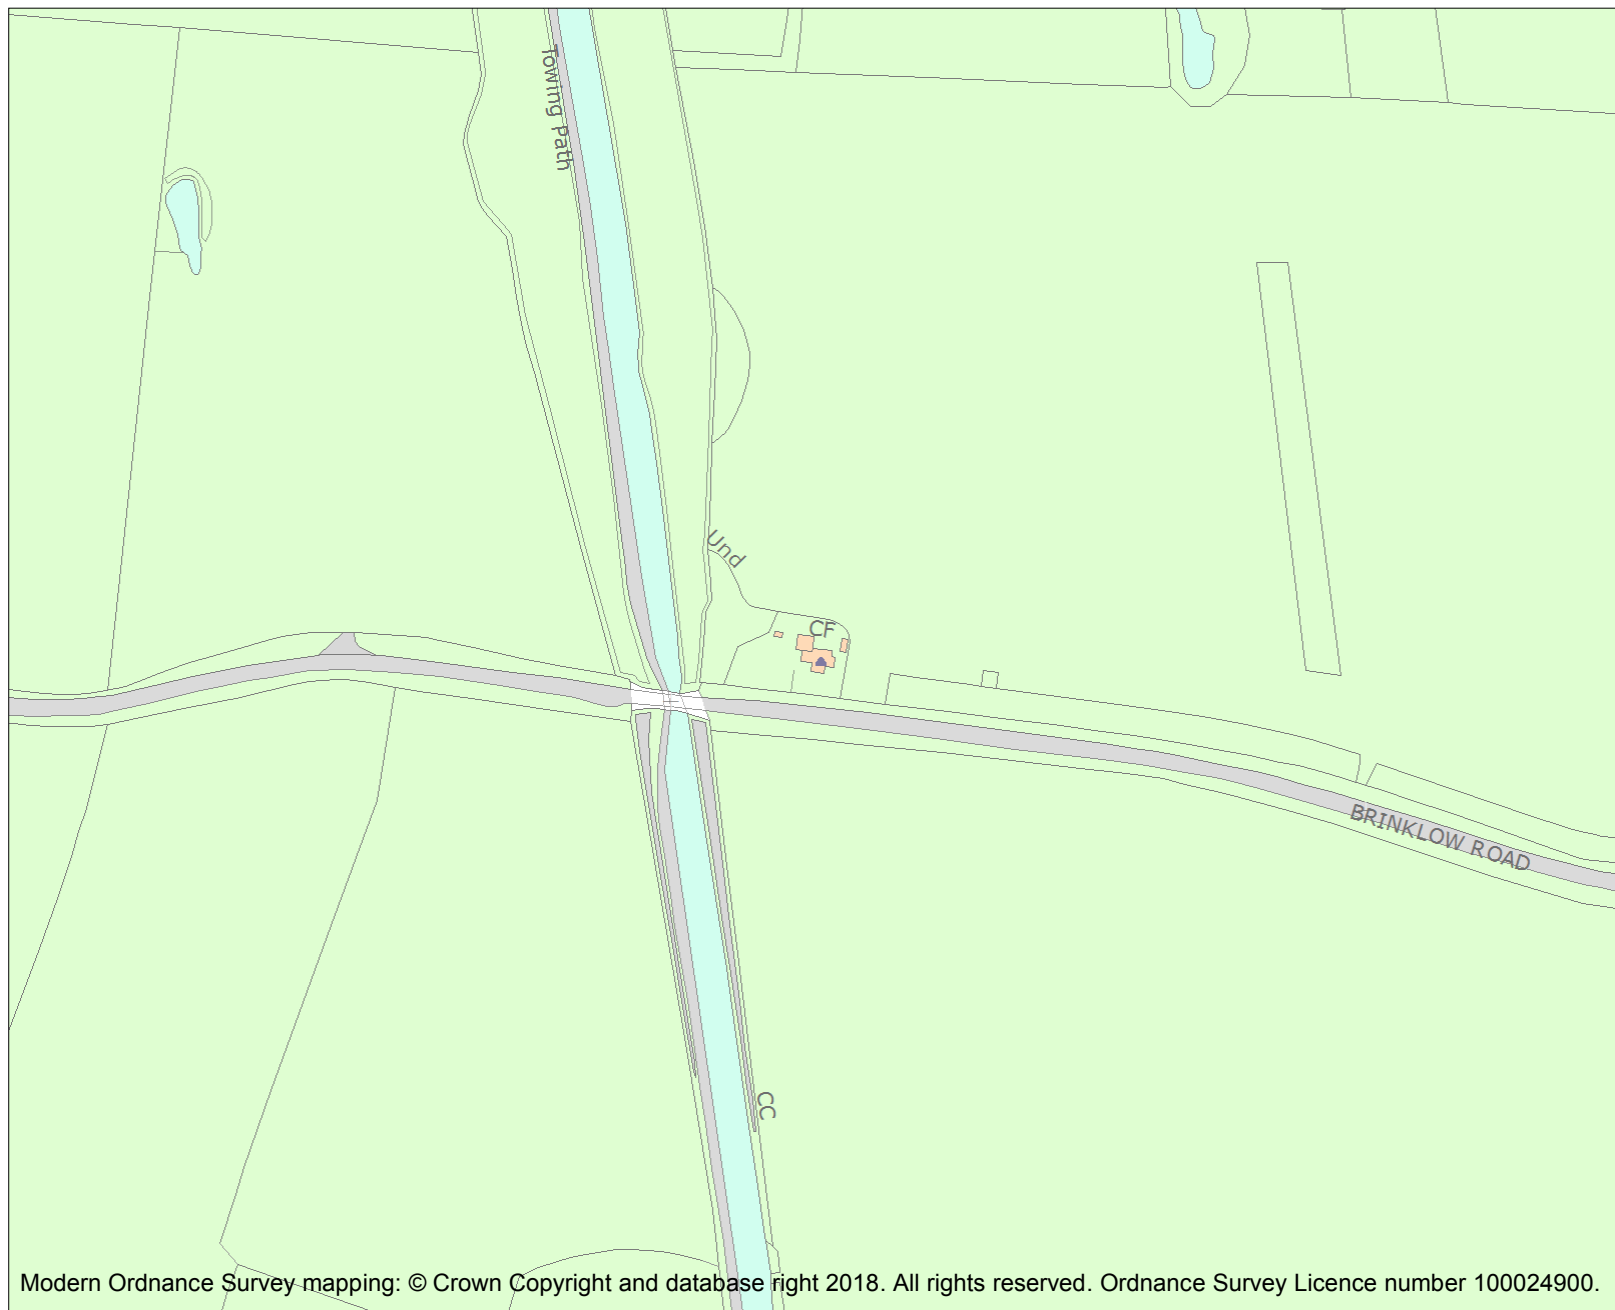 Towing Path
Und
CF
BRINKLOW ROAD
CC
Modern Ordnance Survey mapping: © Crown Copyright and database right 2018. All rights reserved. Ordnance Survey Licence number 100024900.